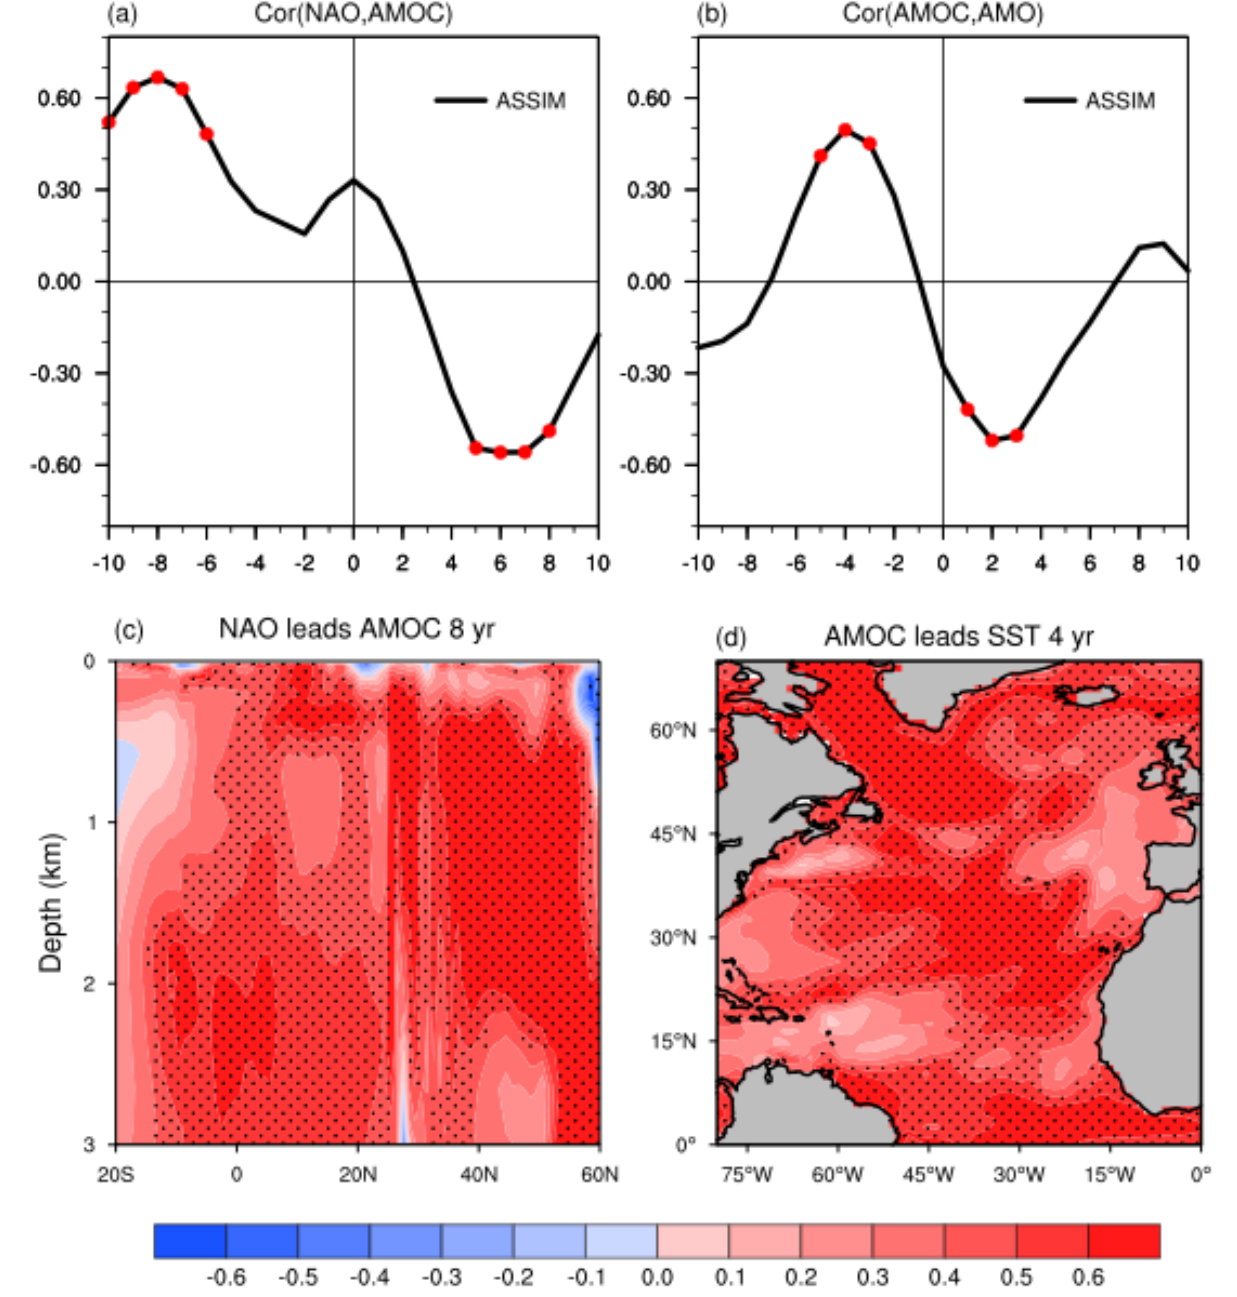 (a) Cor(NAO,AMOC)
(b) Cor(AMOC,AMO)
0.60
0.30
0.00
-0.30
-0.60
ASSIM
-10 -8 -6 -4 -2 0 2 4 6 8 10
0.60
0.30
0.00
-0.30
-0.60
ASSIM
-10 -8 -6 -4 -2 0 2 4 6 8 10
(c) NAO leads AMOC 8 yr
(d) AMOC leads SST 4 yr
Depth (km)
0
1
2
3
20S 0 20N 40N 60N
60°N
45°N
30°N
15°N
0°
75°W 60°W 45°W 30°W 15°W 0°
-0.6 -0.5 -0.4 -0.3 -0.2 -0.1 0.0 0.1 0.2 0.3 0.4 0.5 0.6